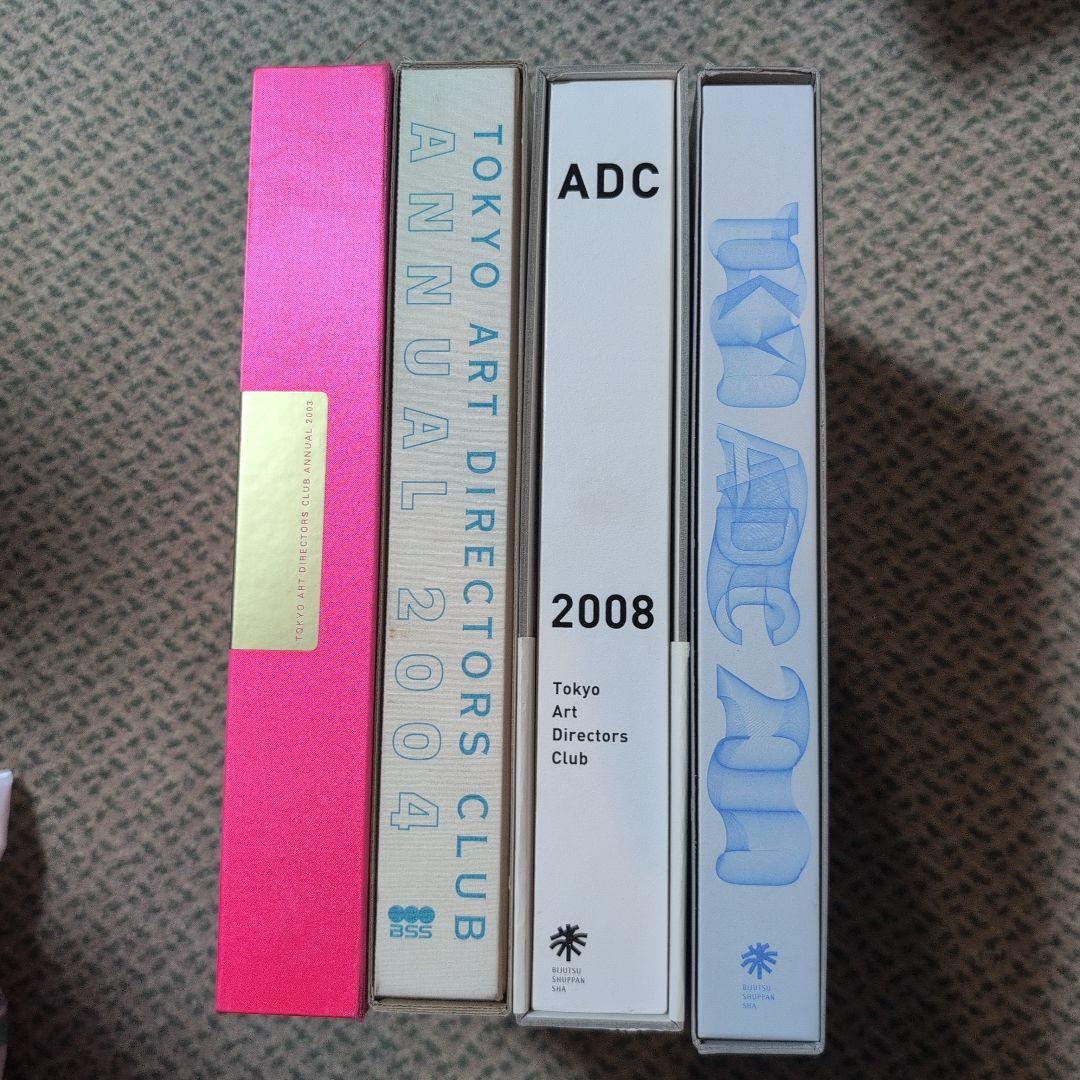 TOKYO ART DIRECTORS CLUB ANNUAL 2003
TOKYO ART DIRECTORS CLUB
ANNUAL 2004
BSS
ADC
2008
Tokyo
Art
Directors
Club
BIJUTSU
SHUPPAN
SHA
ADC
BIJUTSU
SHUPPAN
SHA